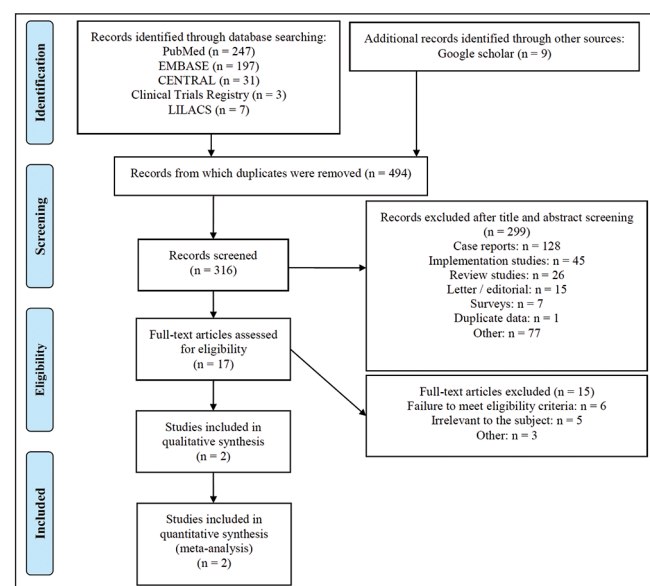 Identification
Records identified through database searching:
PubMed (n = 247)
EMBASE (n = 197)
CENTRAL (n = 31)
Clinical Trials Registry (n = 3)
LILACS (n = 7)
Additional records identified through other sources:
Google scholar (n = 9)
Records from which duplicates were removed (n = 494)
Screening
Records screened
(n = 316)
Records excluded after title and abstract screening
(n = 299)
Case reports: n = 128
Implementation studies: n = 45
Review studies: n = 26
Letter / editorial: n = 15
Surveys: n = 7
Duplicate data: n = 1
Other: n = 77
Eligibility
Full-text articles assessed
for eligibility
(n = 17)
Full-text articles excluded (n = 15)
Failure to meet eligibility criteria: n = 6
Irrelevant to the subject: n = 5
Other: n = 3
Studies included in
qualitative synthesis
(n = 2)
Included
Studies included in
quantitative synthesis
(meta-analysis)
(n = 2)